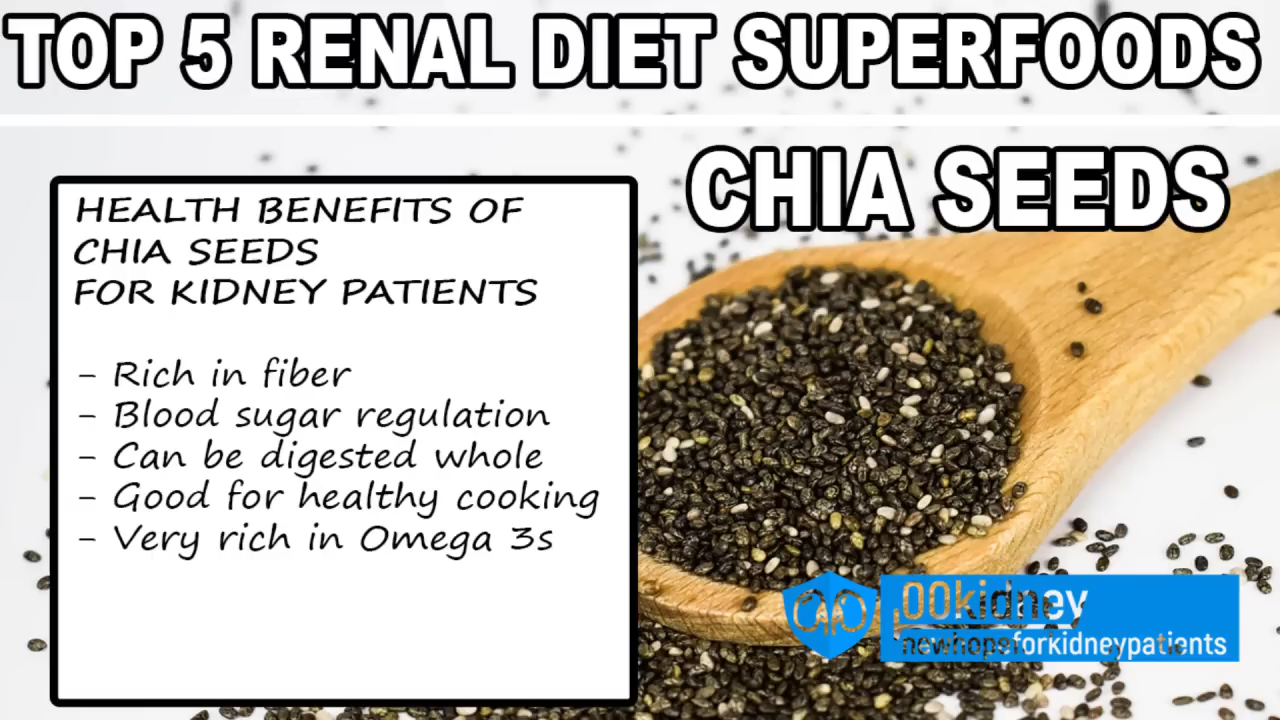 TOP 5 RENAL DIET SUPERFOODS
CHIA SEEDS
HEALTH BENEFITS OF
CHIA SEEDS
FOR KIDNEY PATIENTS
- Rich in fiber
- Blood sugar regulation
- Can be digested whole
- Good for healthy cooking
- Very rich in Omega 3s
00kidney
newhopeforkidneypatients